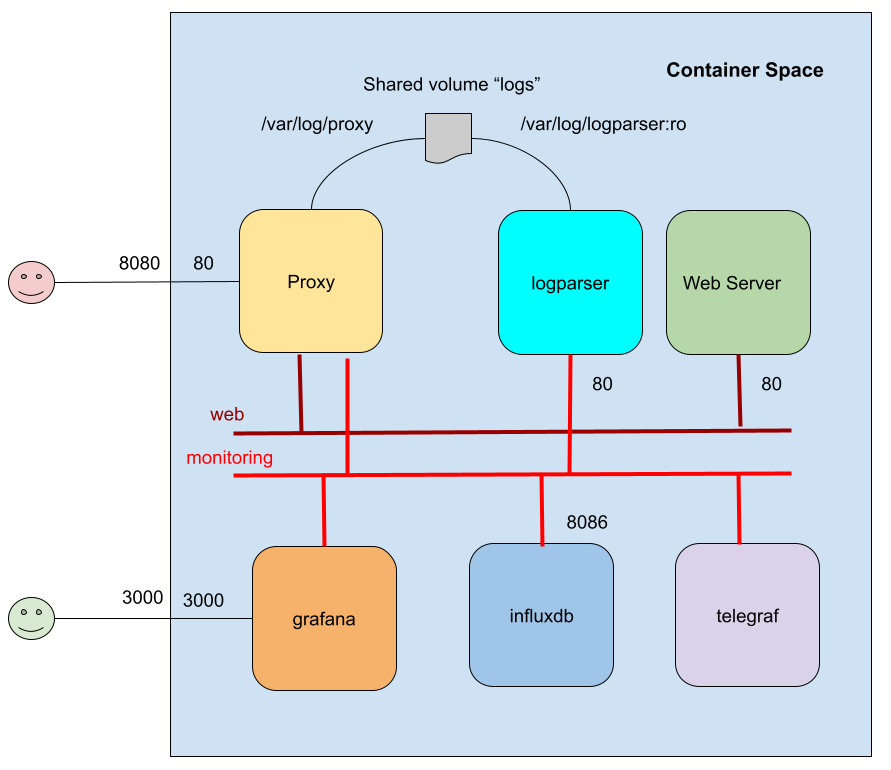 Container Space
Shared volume “logs”
/var/log/proxy
/var/log/logparser:ro
8080
80
Proxy
logparser
Web Server
80
80
web
monitoring
8086
3000
3000
grafana
influxdb
telegraf